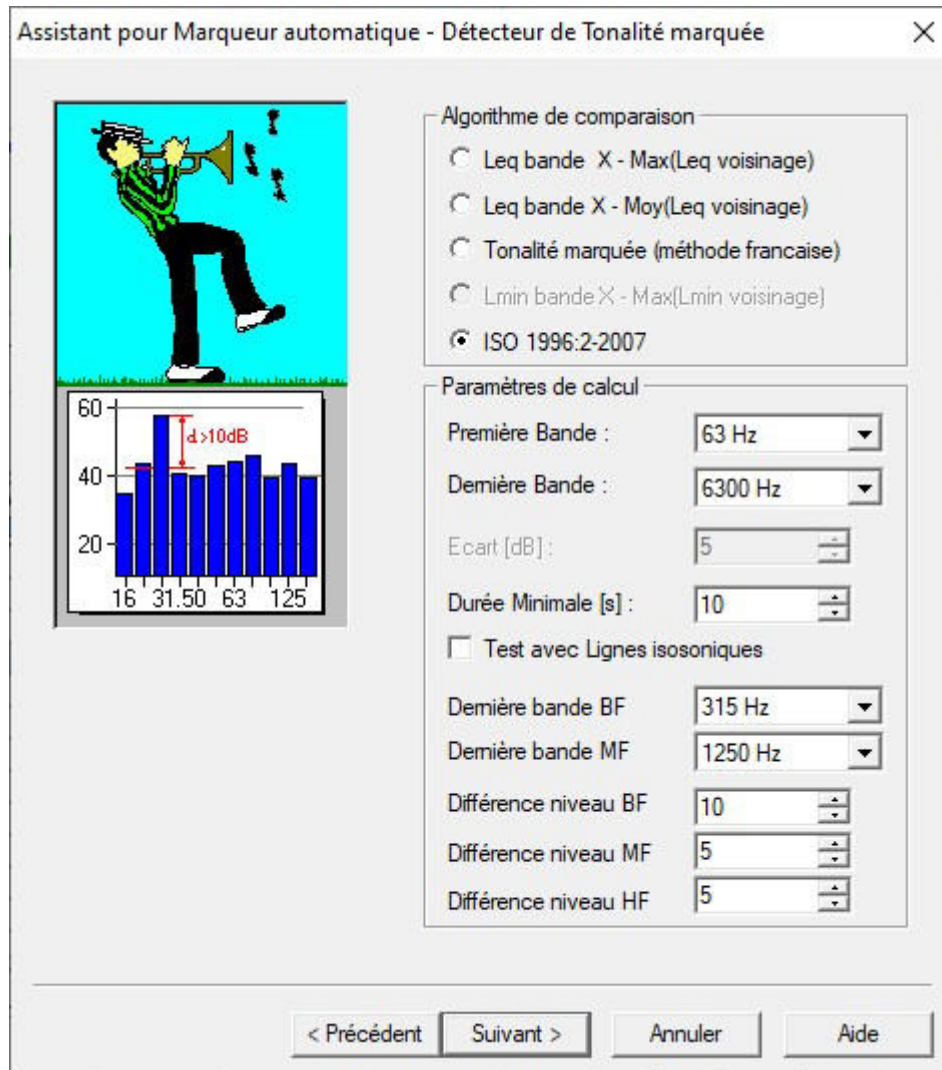 Assistant pour Marqueur automatique - Détecteur de Tonalité marquée
Algorithme de comparaison
Leq bande X - Max(Leq voisinage)
Leq bande X - Moy(Leq voisinage)
Tonalité marquée (méthode francaise)
Lmin bande X - Max(Lmin voisinage)
ISO 1996:2-2007
60
40
20
d >10dB
16 31.50 63 125
Paramètres de calcul
Première Bande : 63 Hz
Dernière Bande : 6300 Hz
Ecart [dB] : 5
Durée Minimale [s] : 10
Test avec Lignes isosoniques
Dernière bande BF 315 Hz
Dernière bande MF 1250 Hz
Différence niveau BF 10
Différence niveau MF 5
Différence niveau HF 5
< Précédent Suivant > Annuler Aide